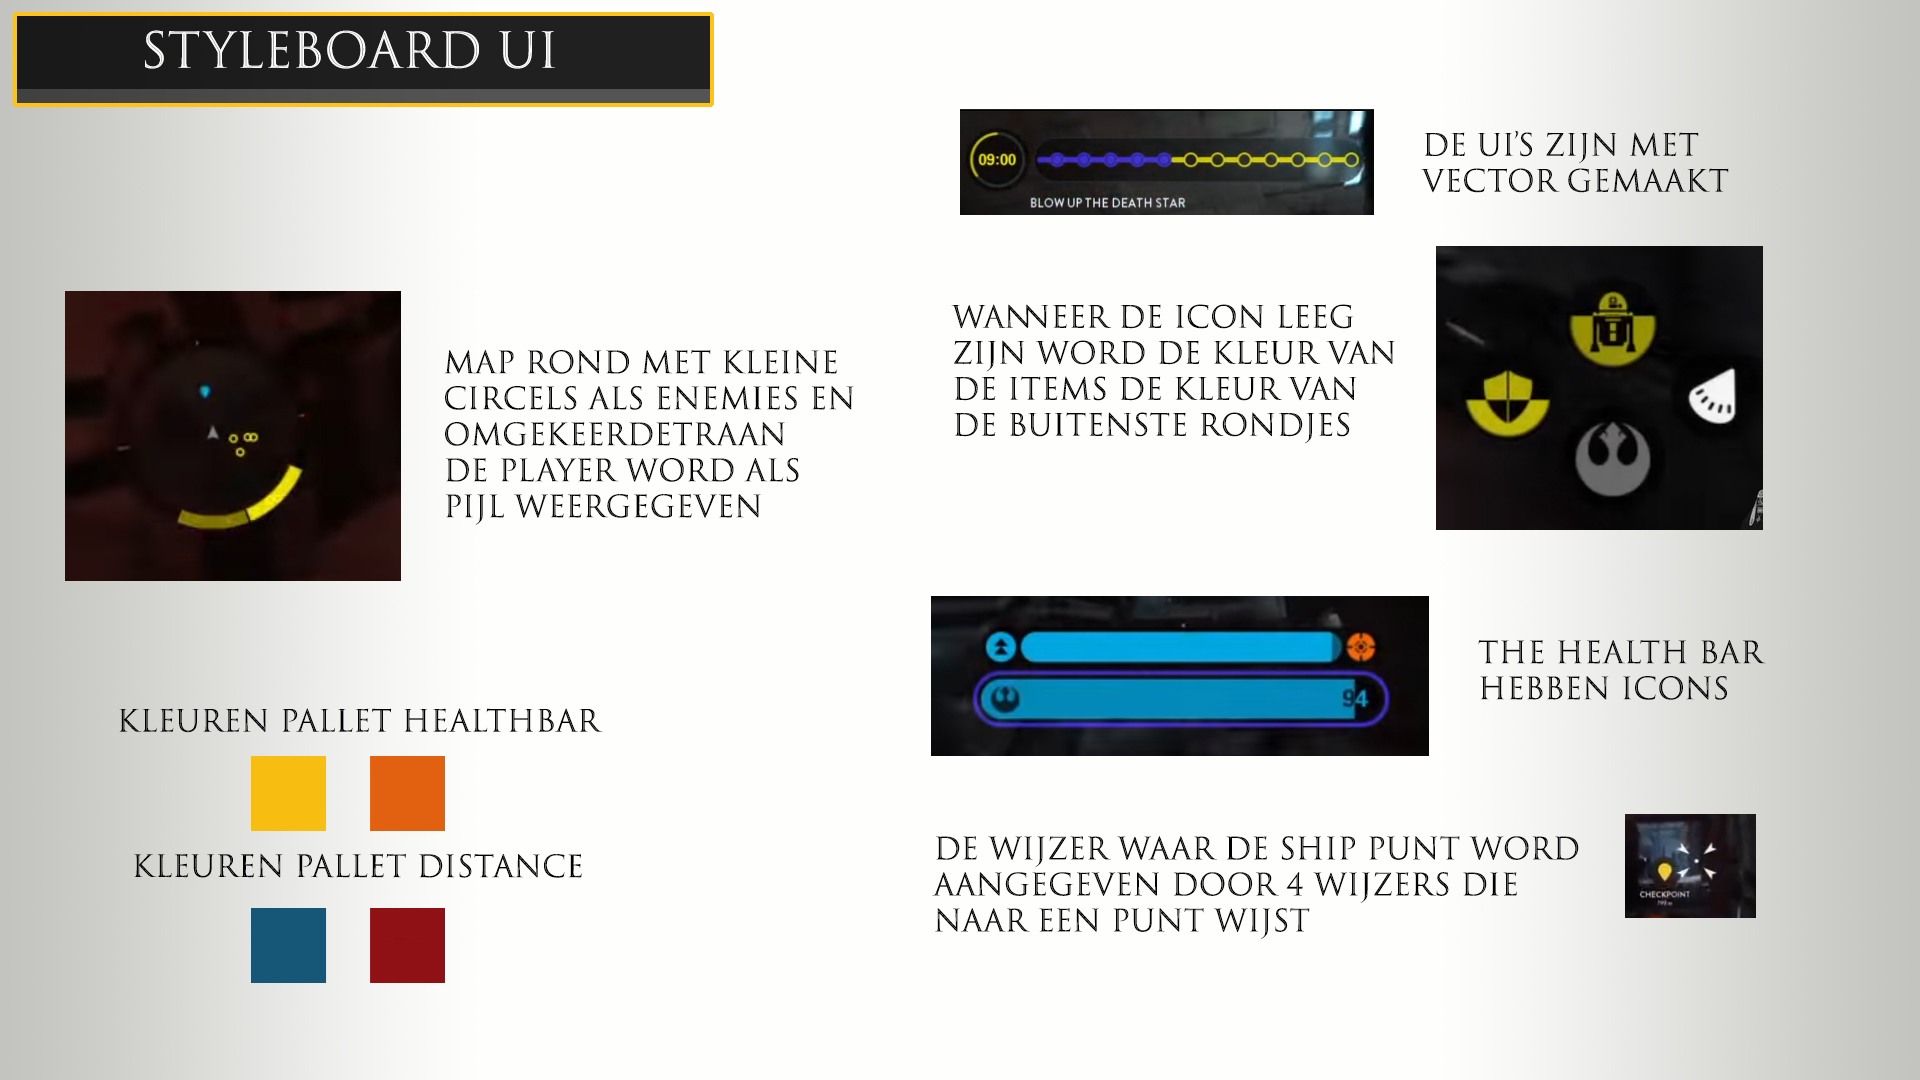 STYLEBOARD UI
09:00
BLOW UP THE DEATH STAR
DE UI'S ZIJN MET
VECTOR GEMAAKT
MAP ROND MET KLEINE
CIRCELS ALS ENEMIES EN
OMGEKEERDETRAAN
DE PLAYER WORD ALS
PIJL WEERGEGEVEN
WANNEER DE ICON LEEG
ZIJN WORD DE KLEUR VAN
DE ITEMS DE KLEUR VAN
DE BUITENSTE RONDJES
94
THE HEALTH BAR
HEBBEN ICONS
KLEUREN PALLET HEALTHBAR
KLEUREN PALLET DISTANCE
DE WIJZER WAAR DE SHIP PUNT WORD
AANGEGEVEN DOOR 4 WIJZERS DIE
NAAR EEN PUNT WIJST
CHECKPOINT